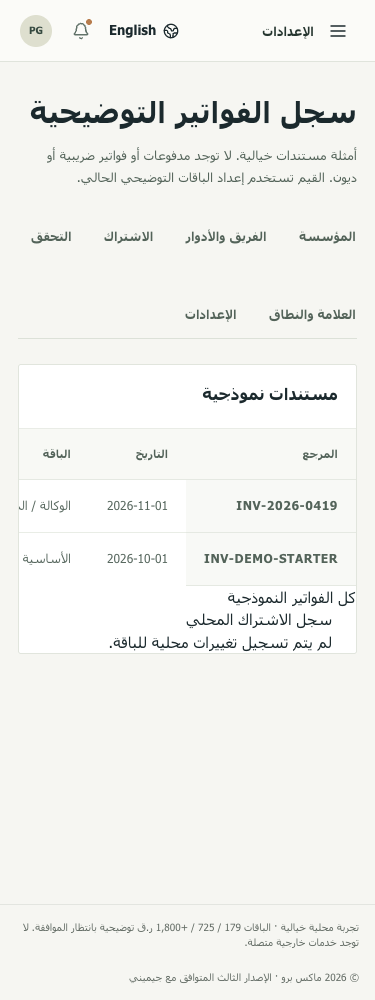 الإعدادات
English
PG
سجل الفواتير التوضيحية
أمثلة مستندات خيالية. لا توجد مدفوعات أو فواتير ضريبية أو
ديون. القيم تستخدم إعداد الباقات التوضيحي الحالي.
المؤسسة الفريق والأدوار الاشتراك التحقق
العلامة والنطاق الإعدادات
مستندات نموذجية
المرجع التاريخ الباقة
INV-2026-0419 2026-11-01 الوكالة /
INV-DEMO-STARTER 2026-10-01 الأساسية
كل الفواتير النموذجية
سجل الاشتراك المحلي
لم يتم تسجيل تغييرات محلية للباقة.
تجربة محلية خيالية · الباقات 179 / 725 / +1,800 ر.ق توضيحية بانتظار الموافقة. لا
توجد خدمات خارجية متصلة.
© 2026 ماكس برو · الإصدار الثالث المتوافق مع جيميني